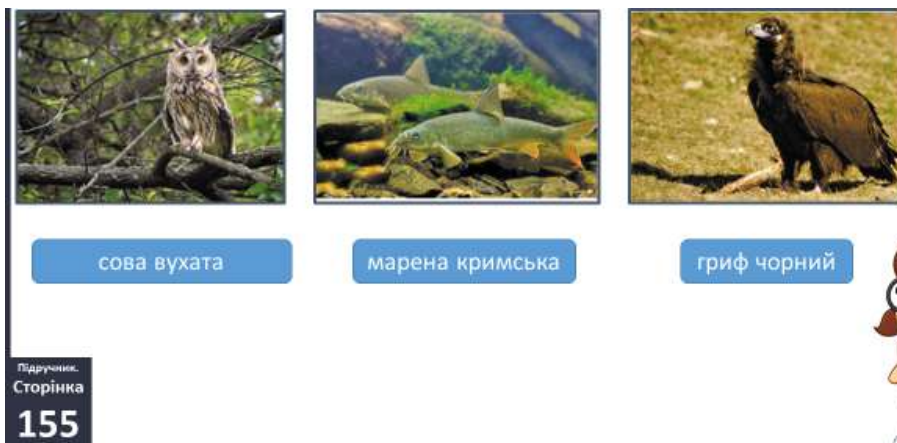 сова вухата
марена кримська
гриф чорний
Підручник.
Сторінка
155